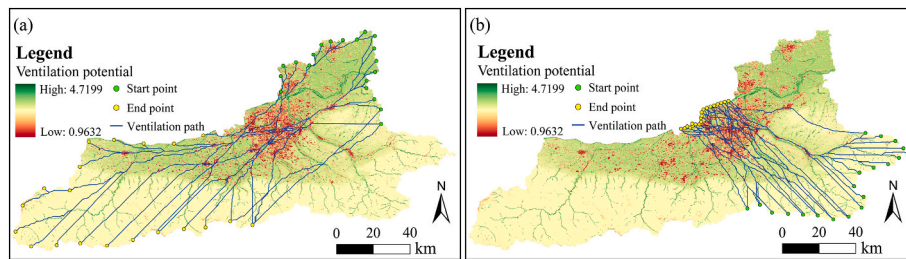 (a)
Legend
Ventilation potential
High: 4.7199
Low: 0.9632
Start point
End point
Ventilation path
N
0 20 40
km
(b)
Legend
Ventilation potential
High: 4.7199
Low: 0.9632
Start point
End point
Ventilation path
N
0 20 40
km